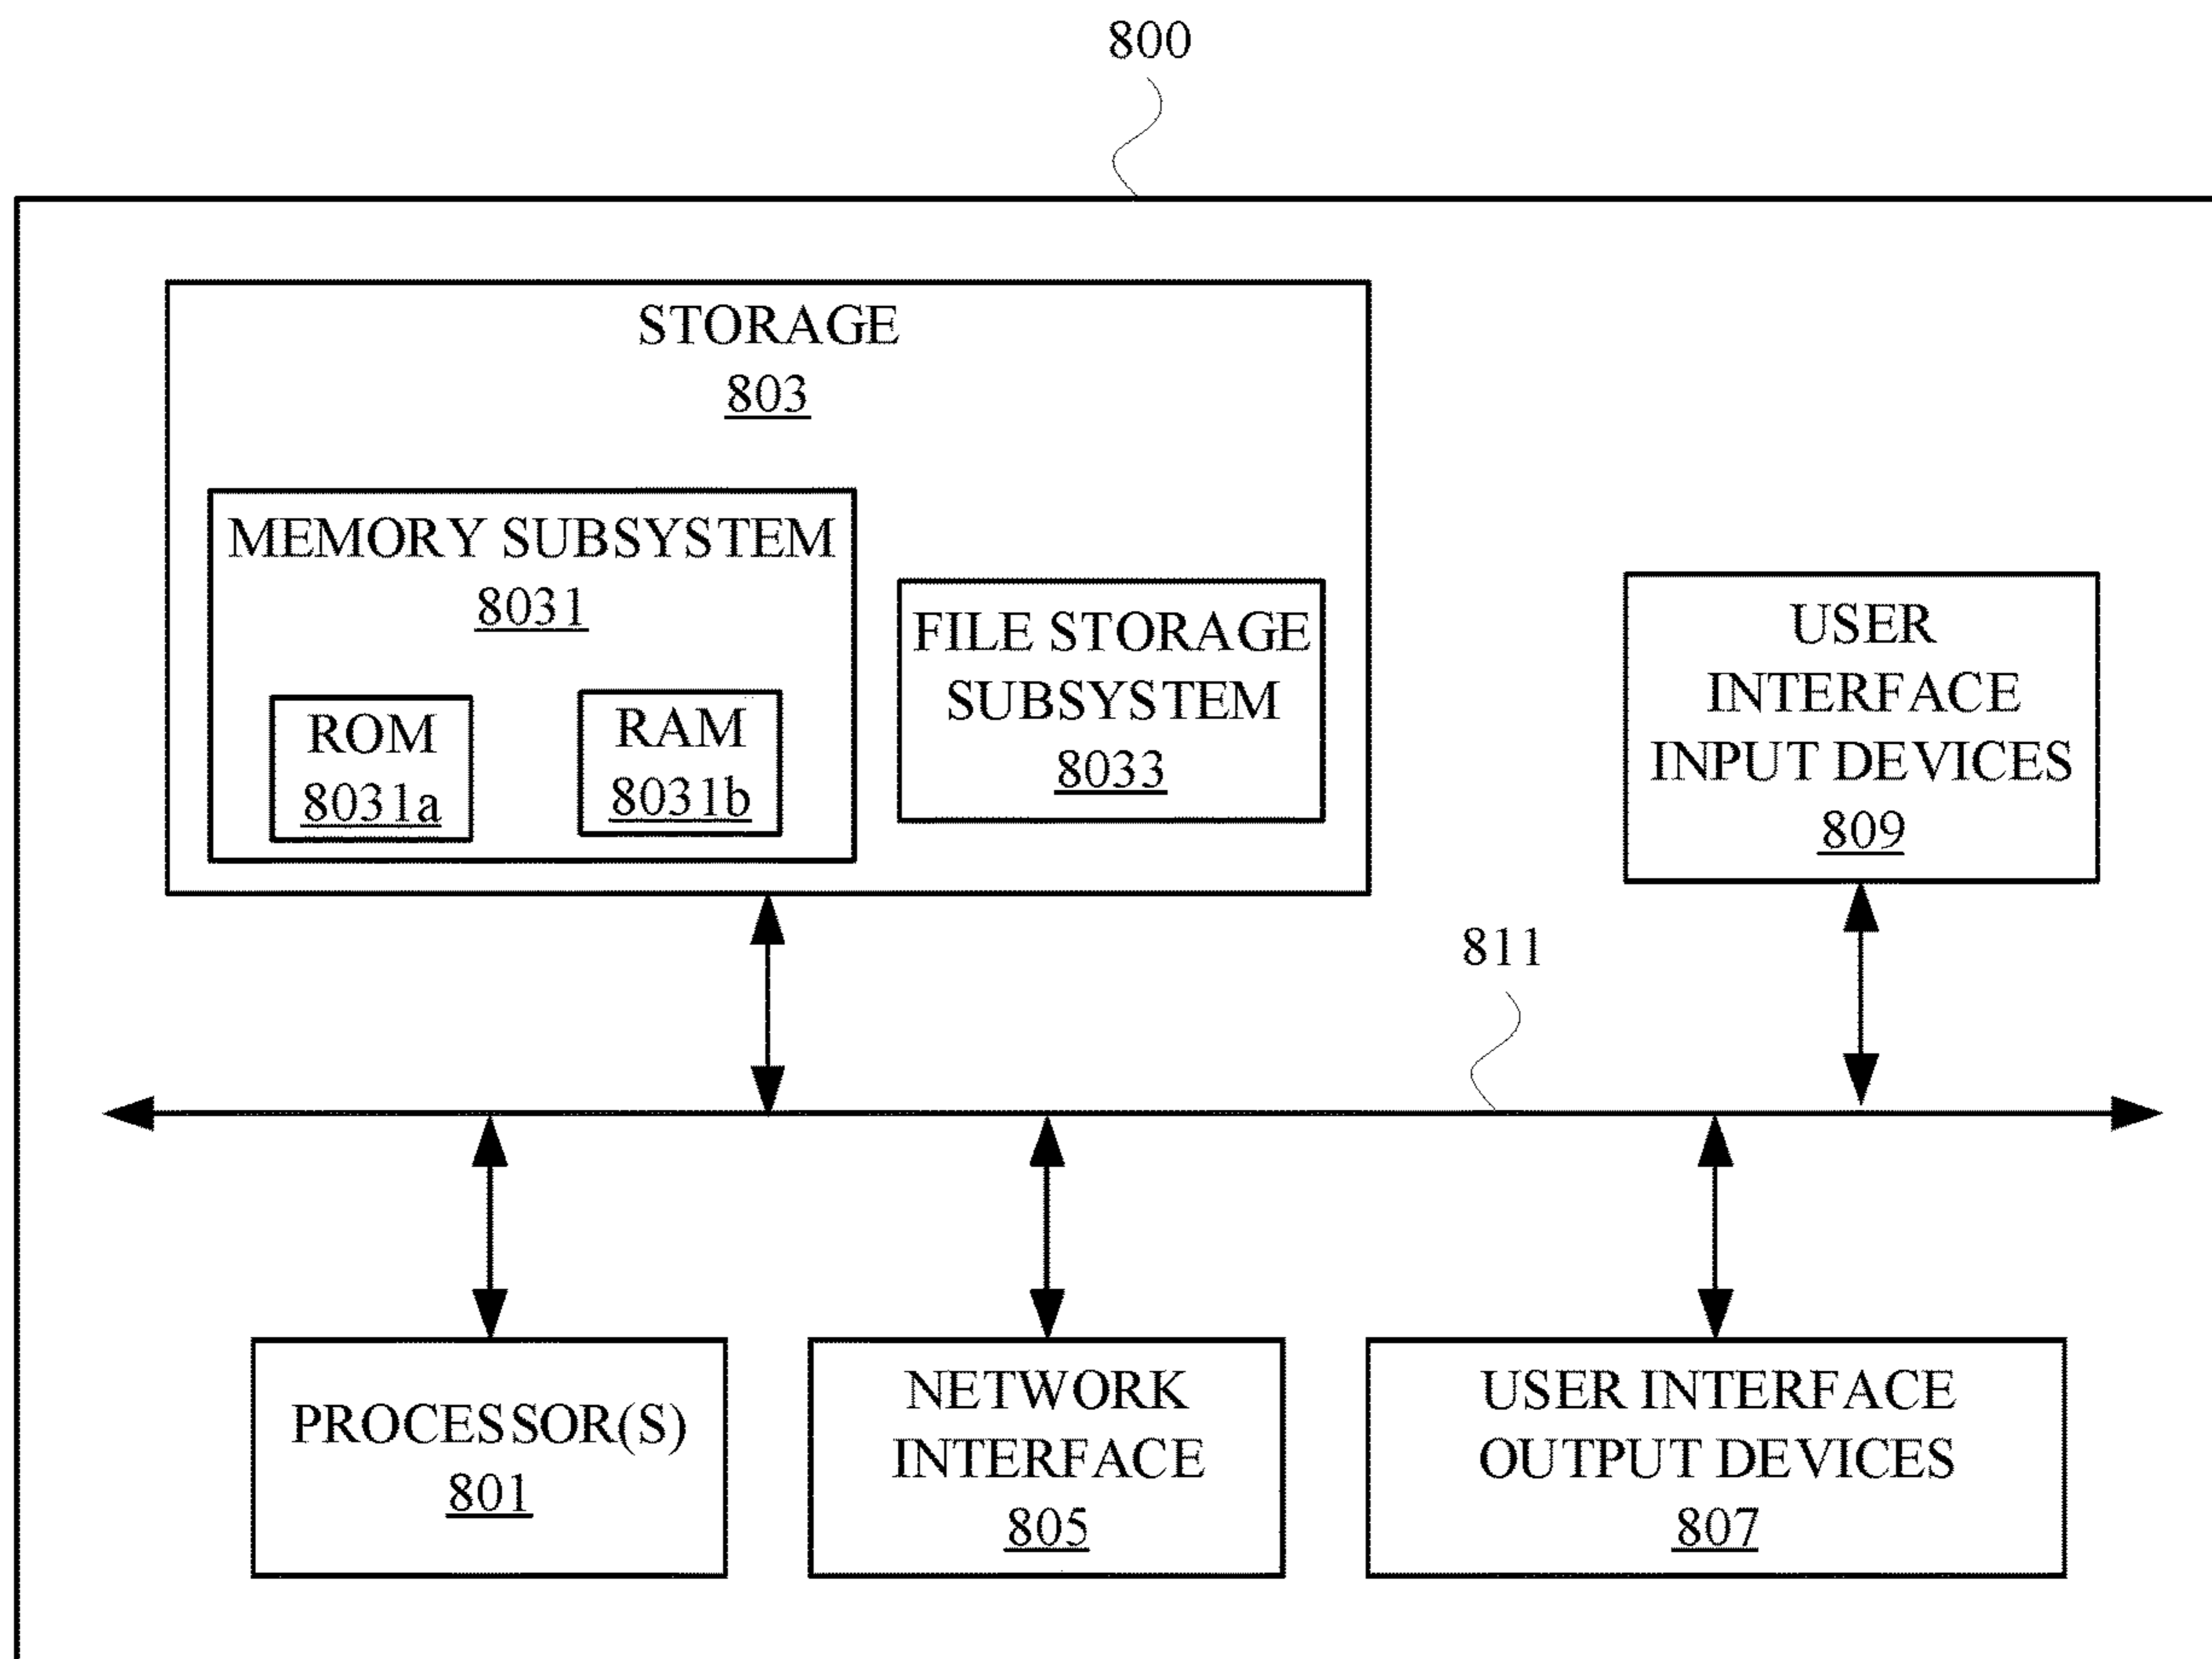 800
STORAGE
803
MEMORY SUBSYSTEM
8031
ROM
8031a
RAM
8031b
FILE STORAGE
SUBSYSTEM
8033
USER
INTERFACE
INPUT DEVICES
809
811
PROCESSOR(S)
801
NETWORK
INTERFACE
805
USER INTERFACE
OUTPUT DEVICES
807